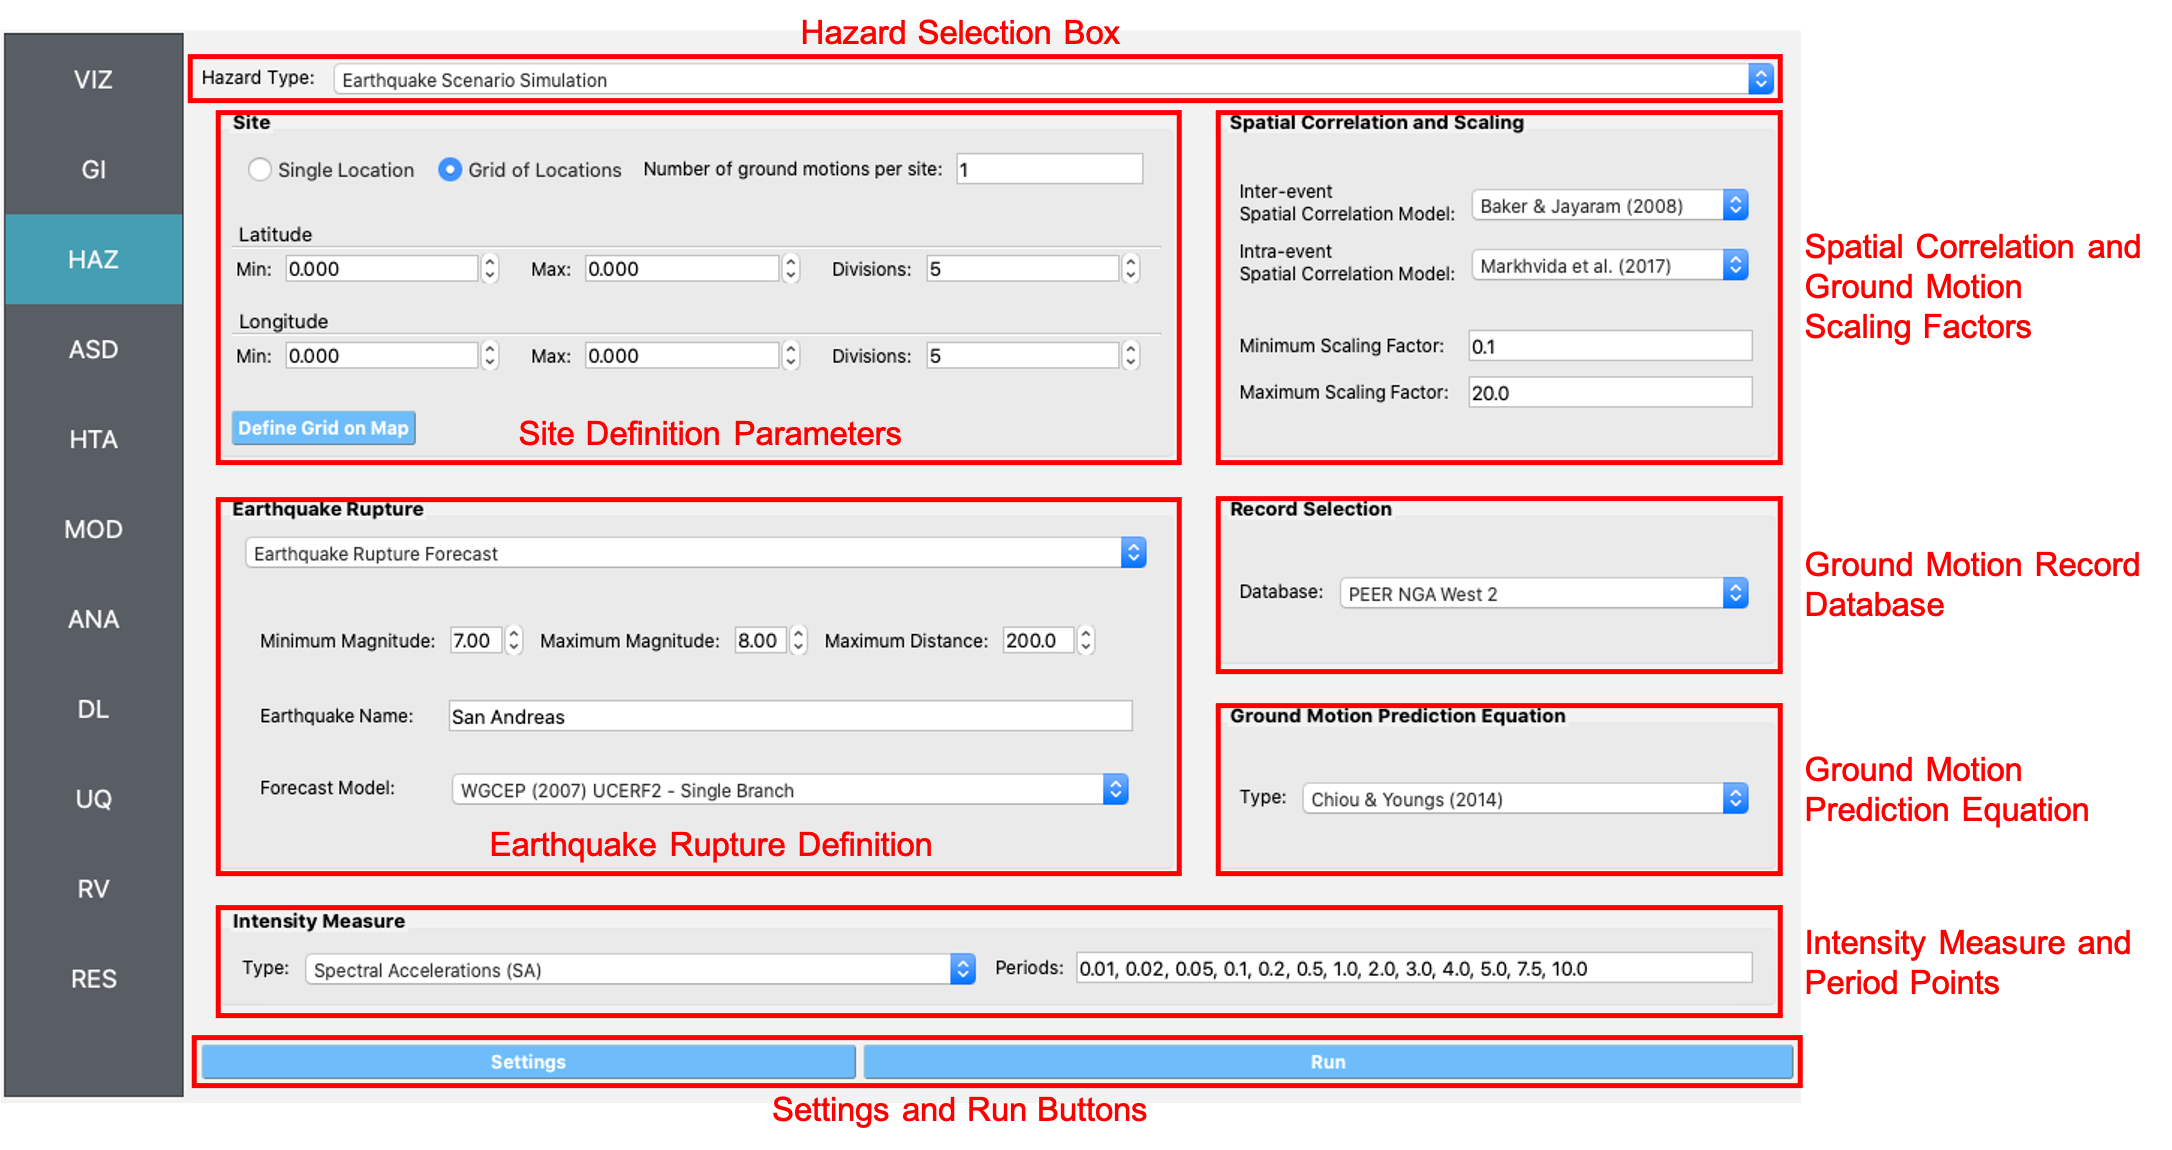 Hazard Selection Box
VIZ
GI
HAZ
ASD
HTA
MOD
ANA
DL
UQ
RV
RES
Hazard Type: Earthquake Scenario Simulation
Site
Single Location Grid of Locations Number of ground motions per site: 1
Latitude
Min: 0.000 Max: 0.000 Divisions: 5
Longitude
Min: 0.000 Max: 0.000 Divisions: 5
Define Grid on Map
Site Definition Parameters
Spatial Correlation and Scaling
Inter-event
Spatial Correlation Model: Baker & Jayaram (2008)
Intra-event
Spatial Correlation Model: Markhvida et al. (2017)
Minimum Scaling Factor: 0.1
Maximum Scaling Factor: 20.0
Spatial Correlation and
Ground Motion
Scaling Factors
Earthquake Rupture
Earthquake Rupture Forecast
Minimum Magnitude: 7.00 Maximum Magnitude: 8.00 Maximum Distance: 200.0
Earthquake Name: San Andreas
Forecast Model: WGCEP (2007) UCERF2 - Single Branch
Earthquake Rupture Definition
Record Selection
Database: PEER NGA West 2
Ground Motion Record
Database
Ground Motion Prediction Equation
Type: Chiou & Youngs (2014)
Ground Motion
Prediction Equation
Intensity Measure
Type: Spectral Accelerations (SA) Periods: 0.01, 0.02, 0.05, 0.1, 0.2, 0.5, 1.0, 2.0, 3.0, 4.0, 5.0, 7.5, 10.0
Intensity Measure and
Period Points
Settings Run
Settings and Run Buttons